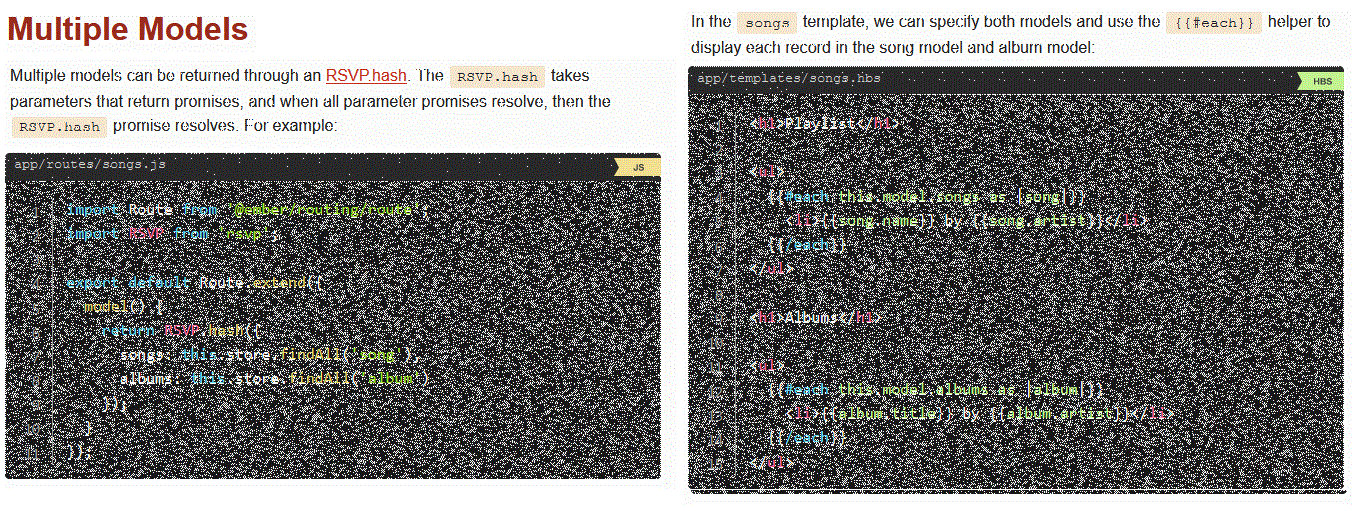 Multiple Models
Multiple models can be returned through an RSVP.hash. The RSVP.hash takes
parameters that return promises, and when all parameter promises resolve, then the
RSVP.hash promise resolves. For example:
app/routes/songs.js
JS
import Route from '@ember/routing/route';
import RSVP from 'rsvp';
export default Route.extend({
model() {
return RSVP.hash({
songs: this.store.findAll('song'),
albums: this.store.findAll('album')
});
}
});
In the songs template, we can specify both models and use the {{#each}} helper to
display each record in the song model and album model:
app/templates/songs.hbs
HBS
<h1>Playlist</h1>
<ul>
{{#each this.model.songs as |song|}}
<li>{{song.name}} by {{song.artist}}</li>
{{/each}}
</ul>
<h1>Albums</h1>
<ul>
{{#each this.model.albums as |album|}}
<li>{{album.title}} by {{album.artist}}</li>
{{/each}}
</ul>